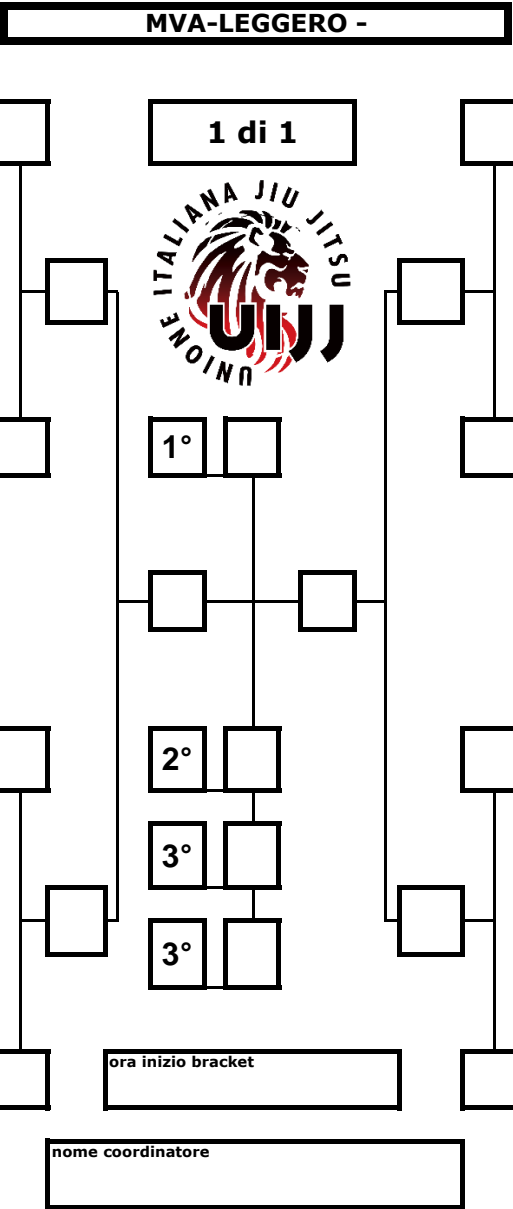 MVA-LEGGERO -
1 di 1
UNIONE ITALIANA JIU JITSU
UIJJ
1°
2°
3°
3°
ora inizio bracket
nome coordinatore